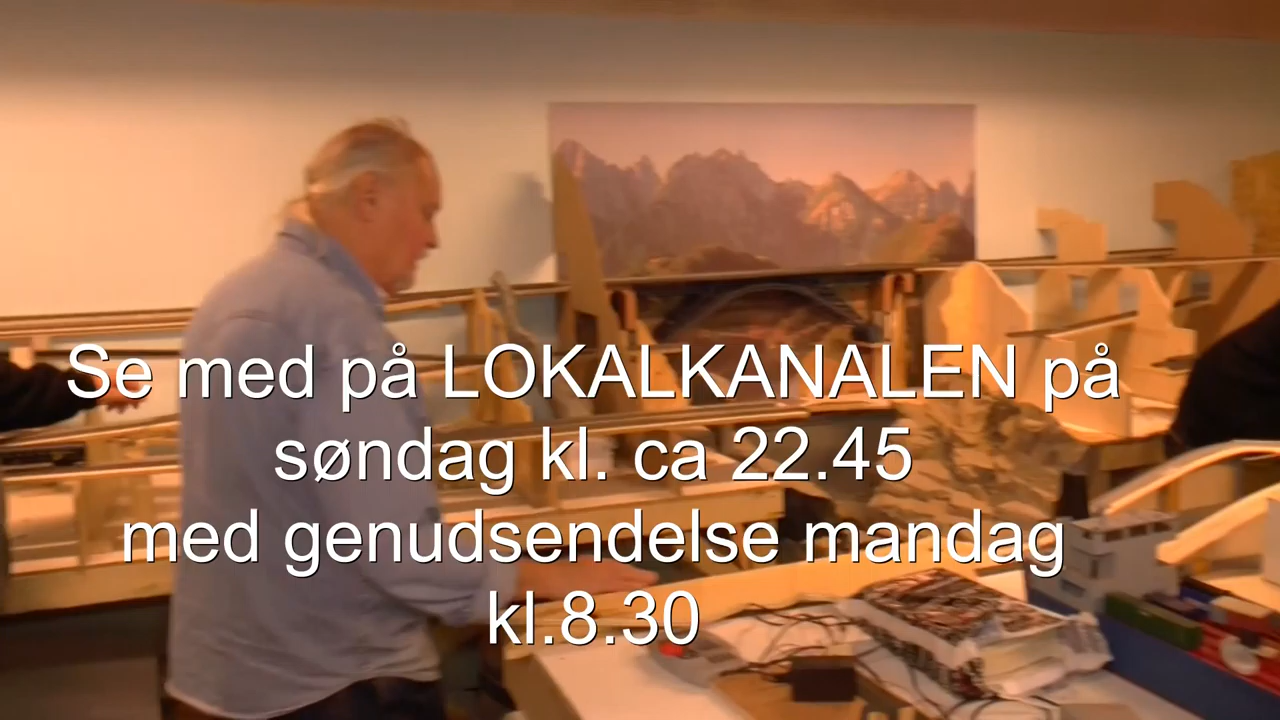 Se med på LOKALKANALEN på
søndag kl. ca 22.45
med genudsendelse mandag
kl.8.30